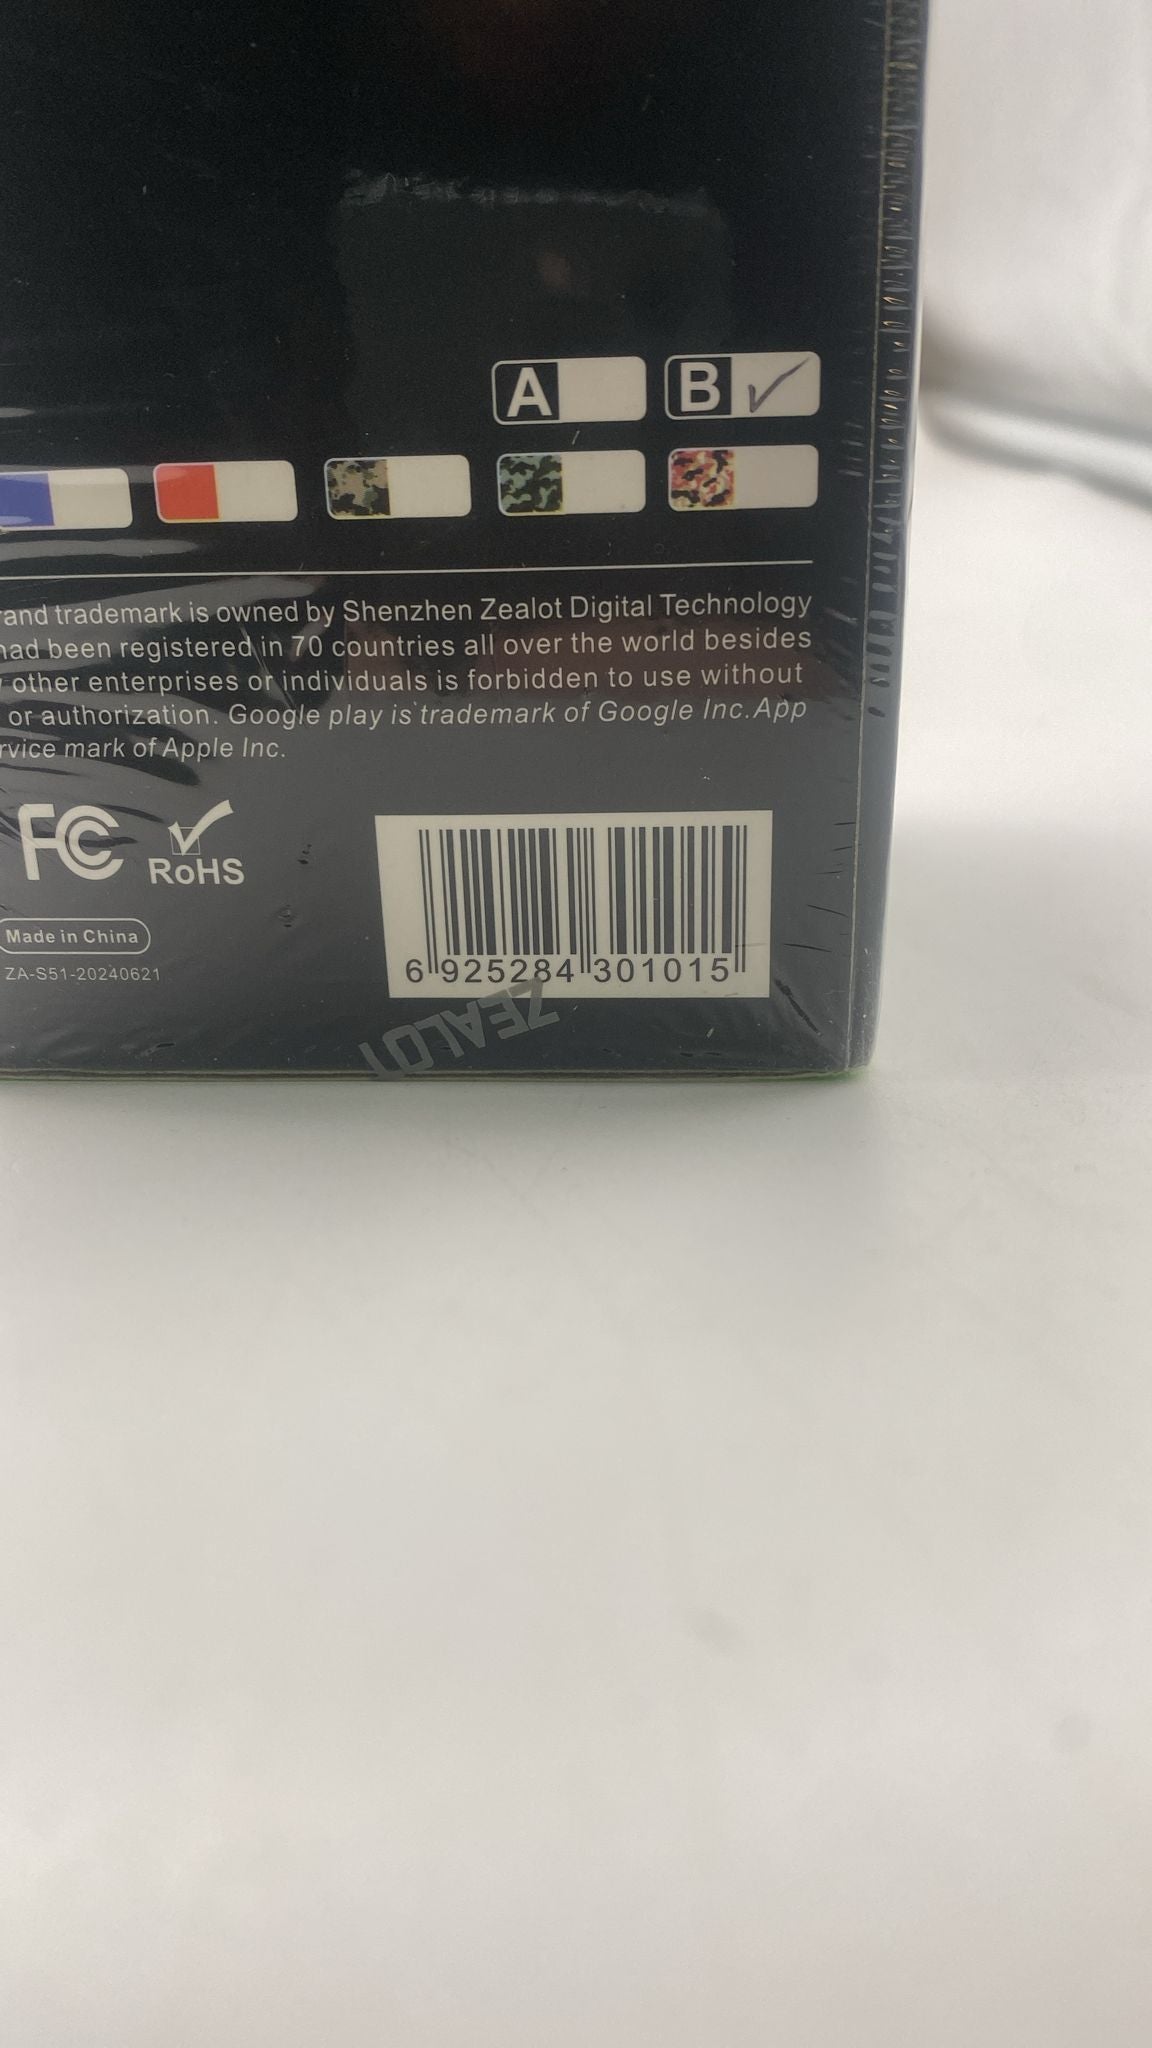 A B
and trademark is owned by Shenzhen Zealot Digital Technology
had been registered in 70 countries all over the world besides
other enterprises or individuals is forbidden to use without
or authorization. Google play is trademark of Google Inc. App
mark of Apple Inc.
FC
RoHS
Made in China
ZA-S51-20240621
6 925284 301015
ZEALOT